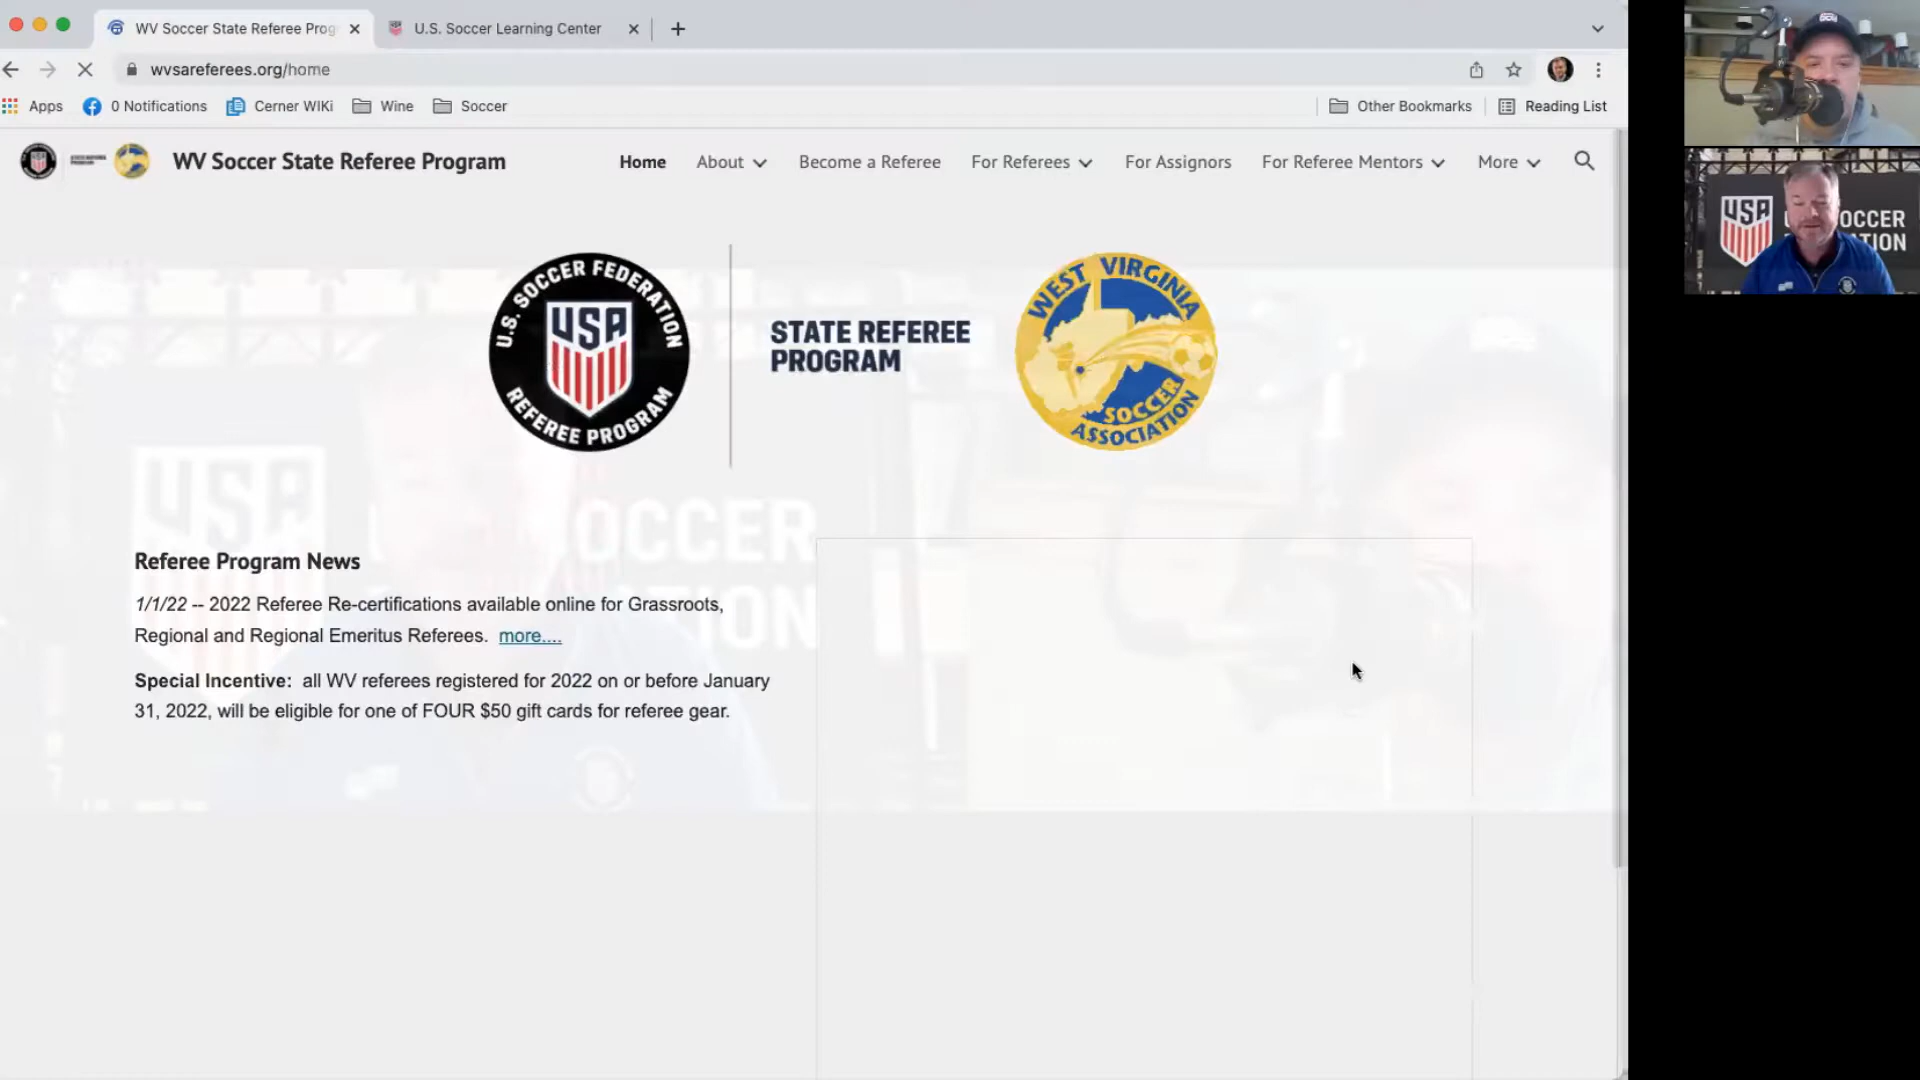 WV Soccer State Referee Prog
U.S. Soccer Learning Center
wvsareferees.org/home
Apps
0 Notifications
Cerner WIKi
Wine
Soccer
Other Bookmarks
Reading List
WV Soccer State Referee Program
Home
About
Become a Referee
For Referees
For Assignors
For Referee Mentors
More
U.S. SOCCER FEDERATION
USA
REFEREE PROGRAM
STATE REFEREE
PROGRAM
WEST VIRGINIA
SOCCER
ASSOCIATION
USA
OCCER
ION
Referee Program News
1/1/22 -- 2022 Referee Re-certifications available online for Grassroots,
Regional and Regional Emeritus Referees. more....
Special Incentive: all WV referees registered for 2022 on or before January
31, 2022, will be eligible for one of FOUR $50 gift cards for referee gear.
USA
OCCER
TION